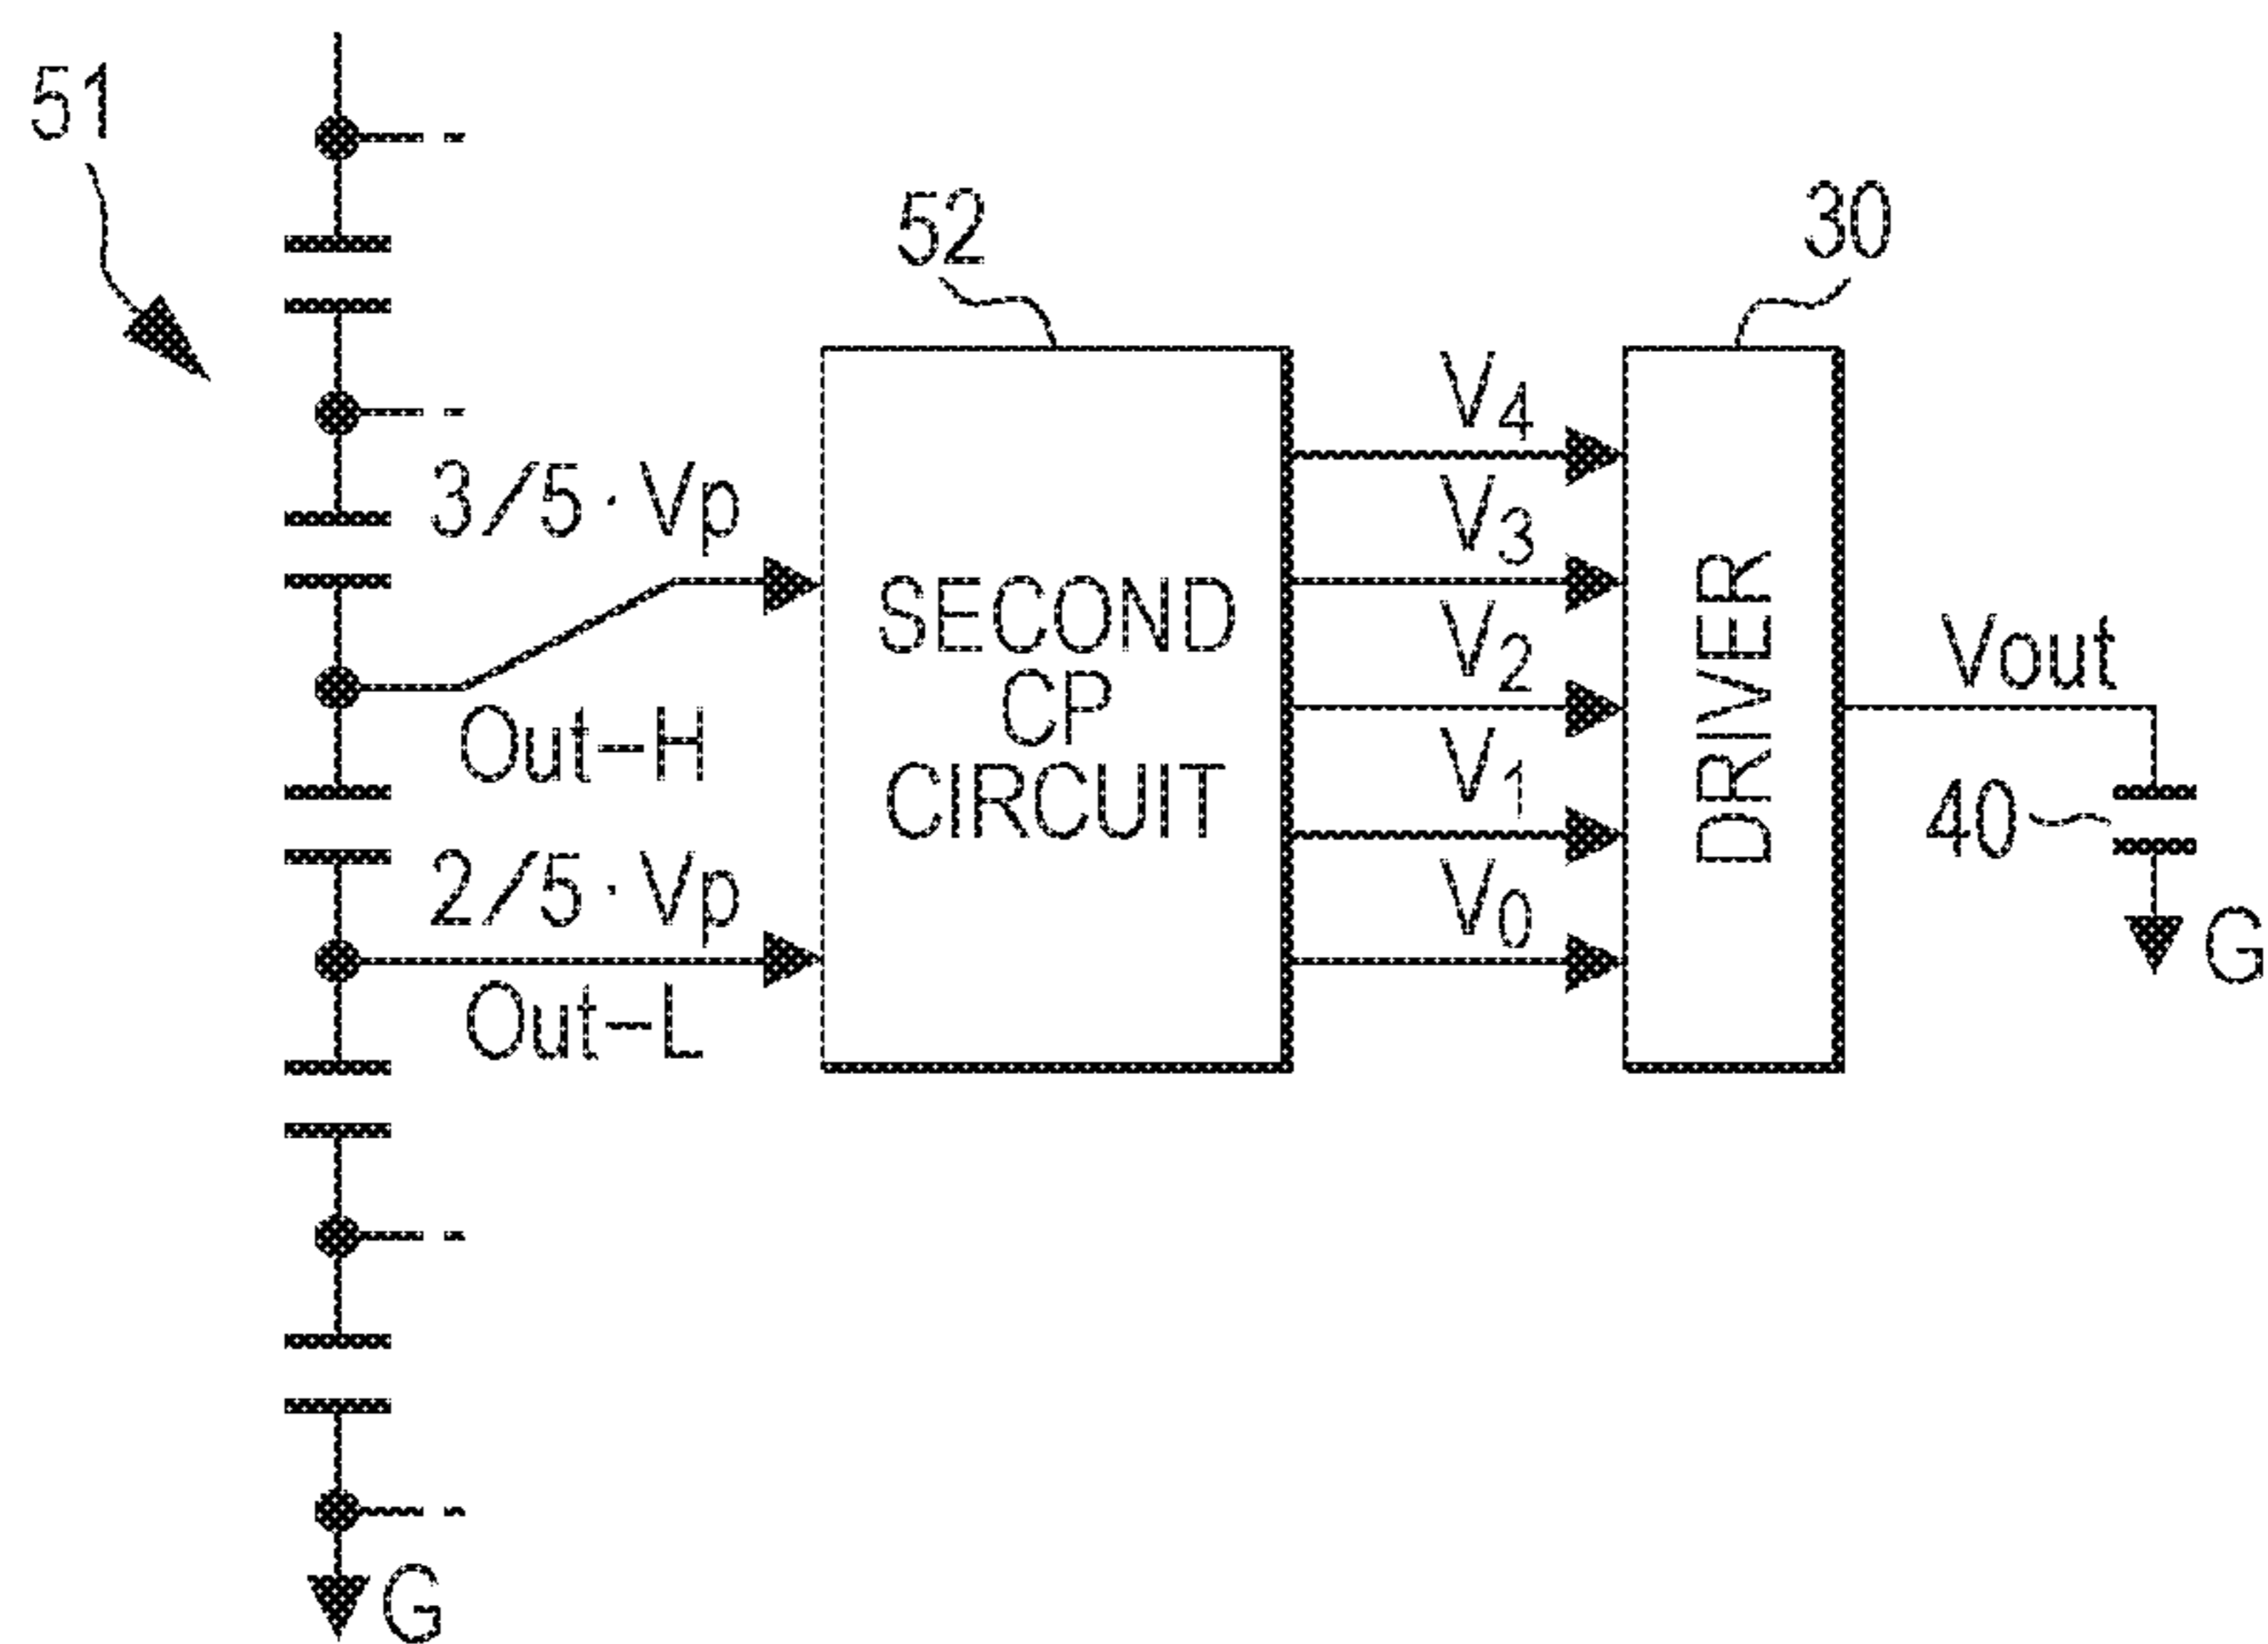 51
52
30
3/5·Vp
Out-H
2/5·Vp
Out-L
SECOND
CP
CIRCUIT
V4
V3
V2
V1
V0
DRIVER
Vout
40
G
G